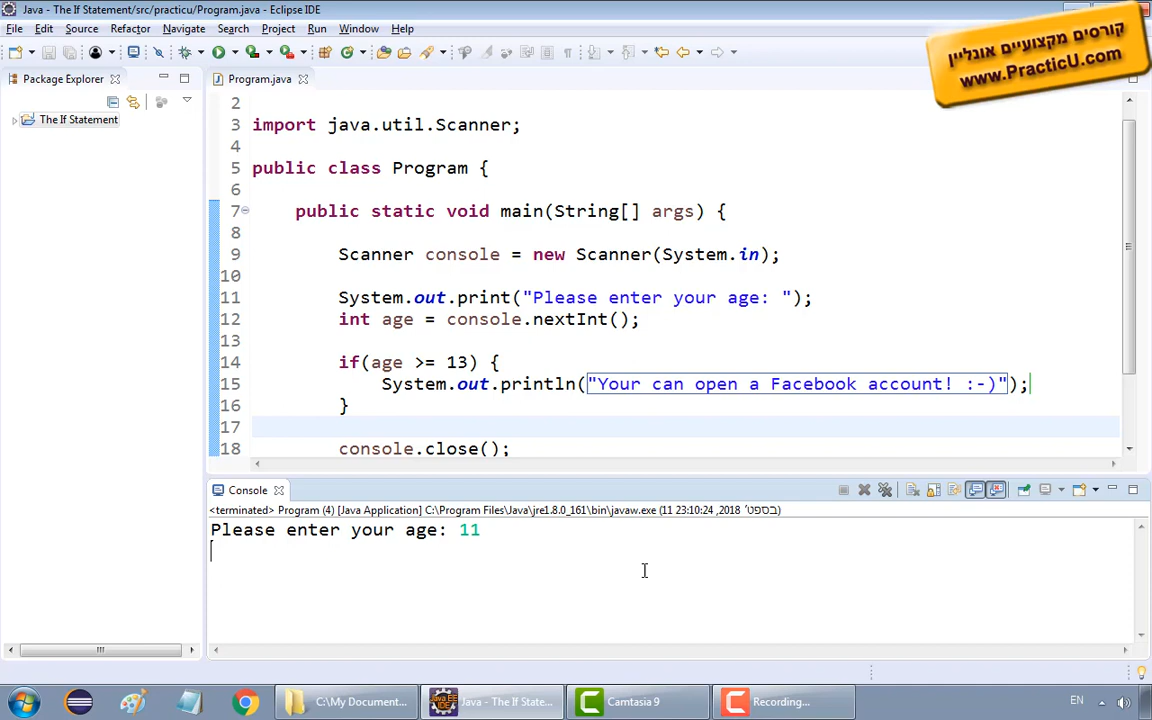 Java - The If Statement/src/practicu/Program.java - Eclipse IDE
קורסים מקצועיים אונליין
www.PracticU.com
File Edit Source Refactor Navigate Search Project Run Window Help
Package Explorer
Program.java
The If Statement
2
3 import java.util.Scanner;
4
5 public class Program {
6
7 public static void main(String[] args) {
8
9 Scanner console = new Scanner(System.in);
10
11 System.out.print("Please enter your age: ");
12 int age = console.nextInt();
13
14 if(age >= 13) {
15 System.out.println("Your can open a Facebook account! :-)");
16 }
17
18 console.close();
Console
<terminated> Program (4) [Java Application] C:\Program Files\Java\jre1.8.0_161\bin\javaw.exe (11 בספט׳ 2018, 23:10:24)
Please enter your age: 11
C:\My Documen...
Java - The If State...
Camtasia 9
Recording...
EN